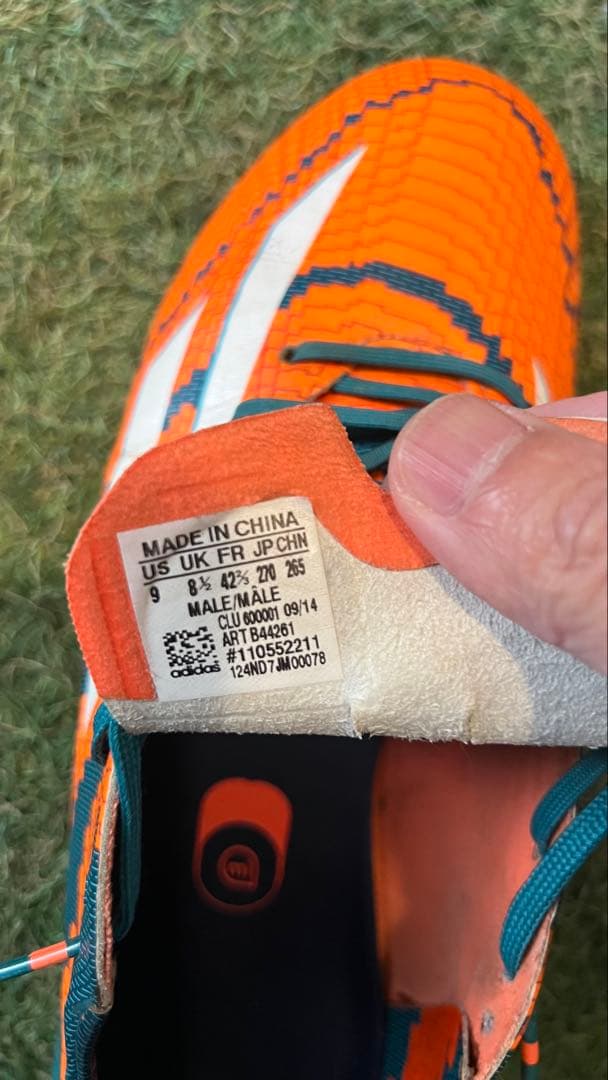 MADE IN CHINA
US UK FR JP CHN
9 8½ 42⅔ 270 265
MALE/MÂLE
CLU 600001 09/14
ART B44261
#110552211
adidas 124ND7JM00078